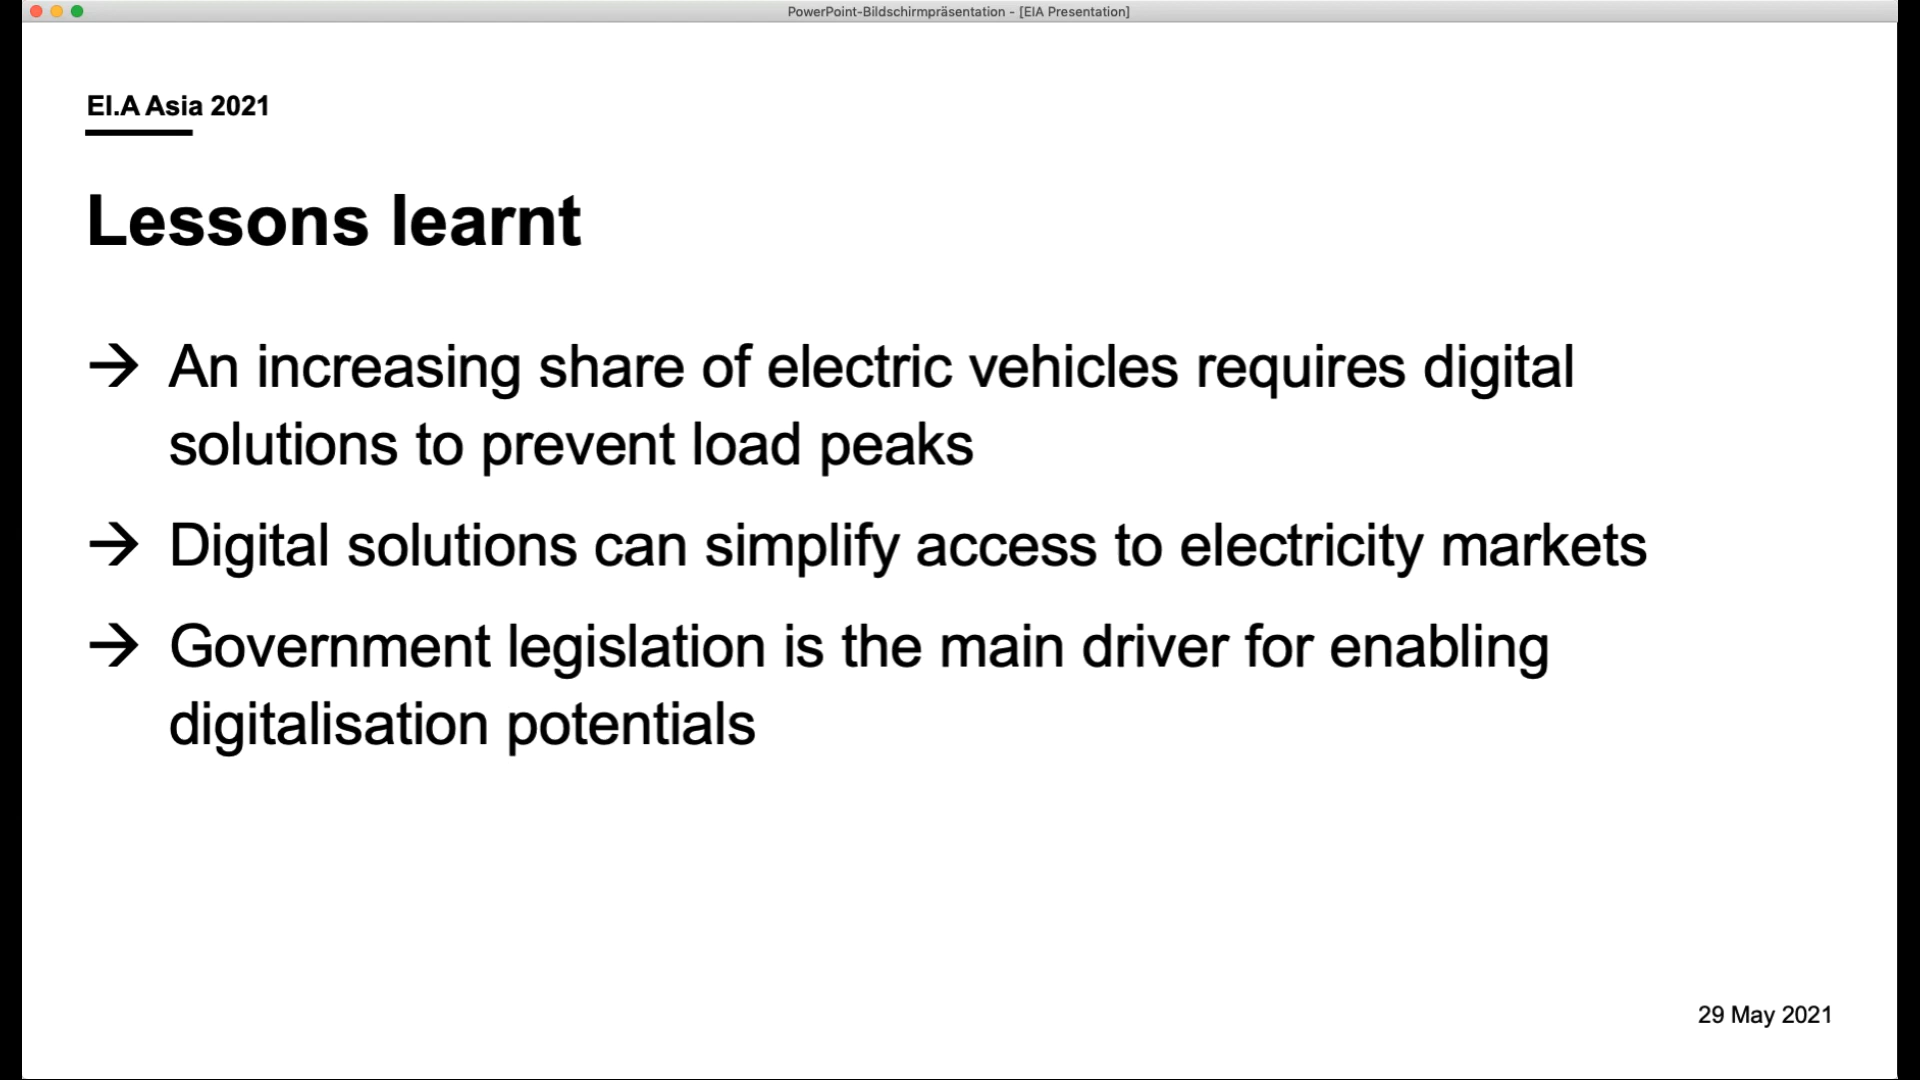 PowerPoint-Bildschirmpräsentation - [EIA Presentation]
EI.A Asia 2021
Lessons learnt
→ An increasing share of electric vehicles requires digital
solutions to prevent load peaks
→ Digital solutions can simplify access to electricity markets
→ Government legislation is the main driver for enabling
digitalisation potentials
29 May 2021